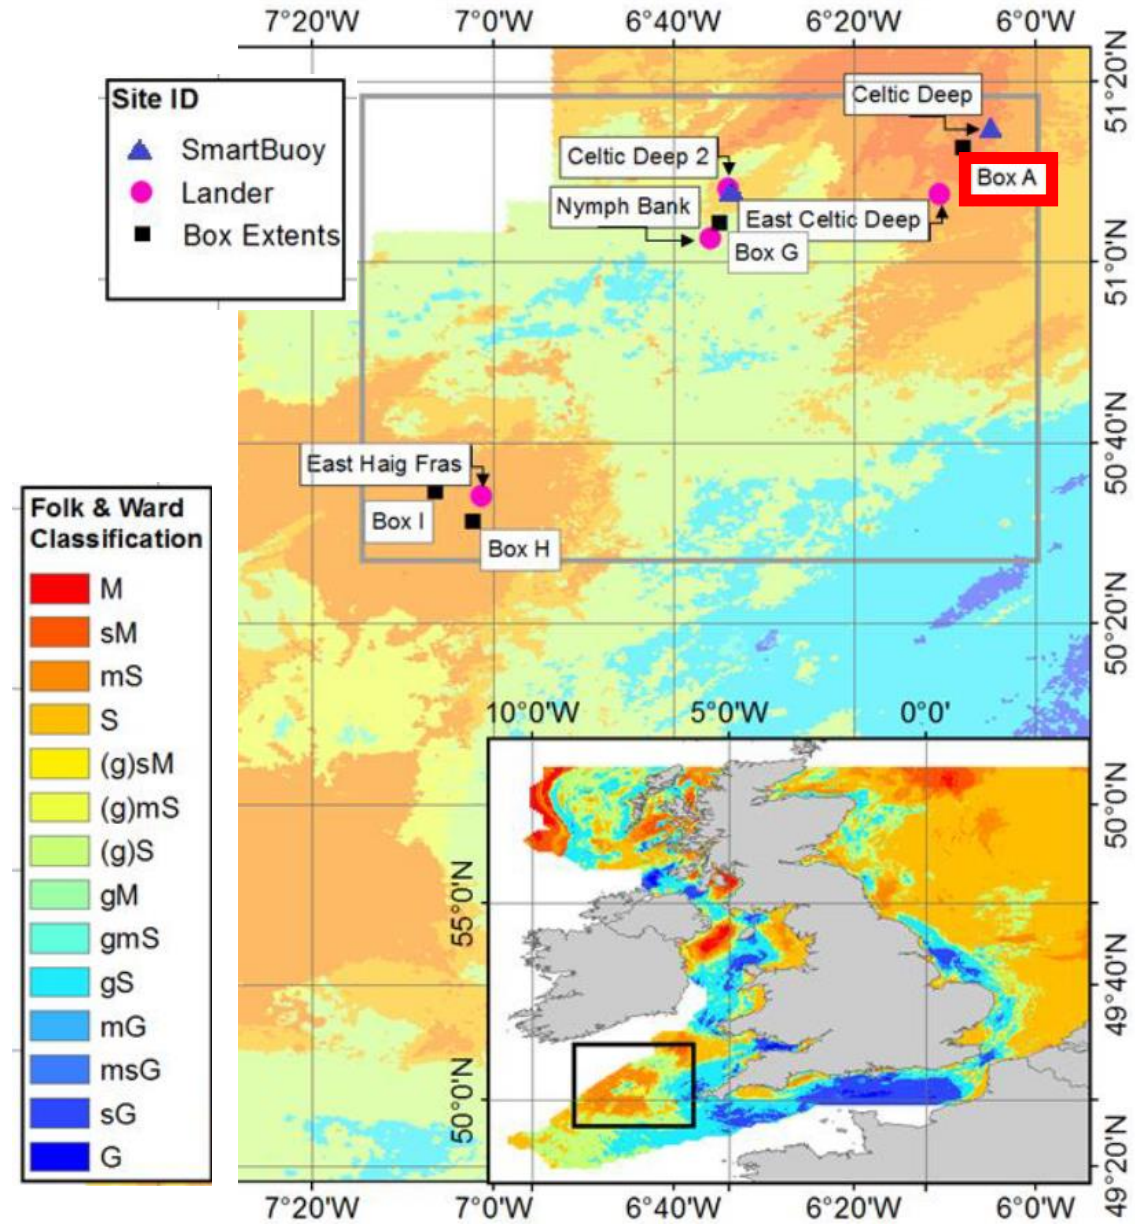 7°20'W 7°0'W 6°40'W 6°20'W 6°0'W
Site ID
SmartBuoy
Lander
Box Extents
Celtic Deep
Celtic Deep 2
Box A
Nymph Bank
East Celtic Deep
Box G
East Haig Fras
Box I
Box H
51°20'N
51°0'N
50°40'N
50°20'N
50°0'N
49°40'N
49°20'N
Folk & Ward
Classification
M
sM
mS
S
(g)sM
(g)mS
(g)S
gM
gmS
gS
mG
msG
sG
G
10°0'W 5°0'W 0°0'
55°0'N
50°0'N
7°20'W 7°0'W 6°40'W 6°20'W 6°0'W